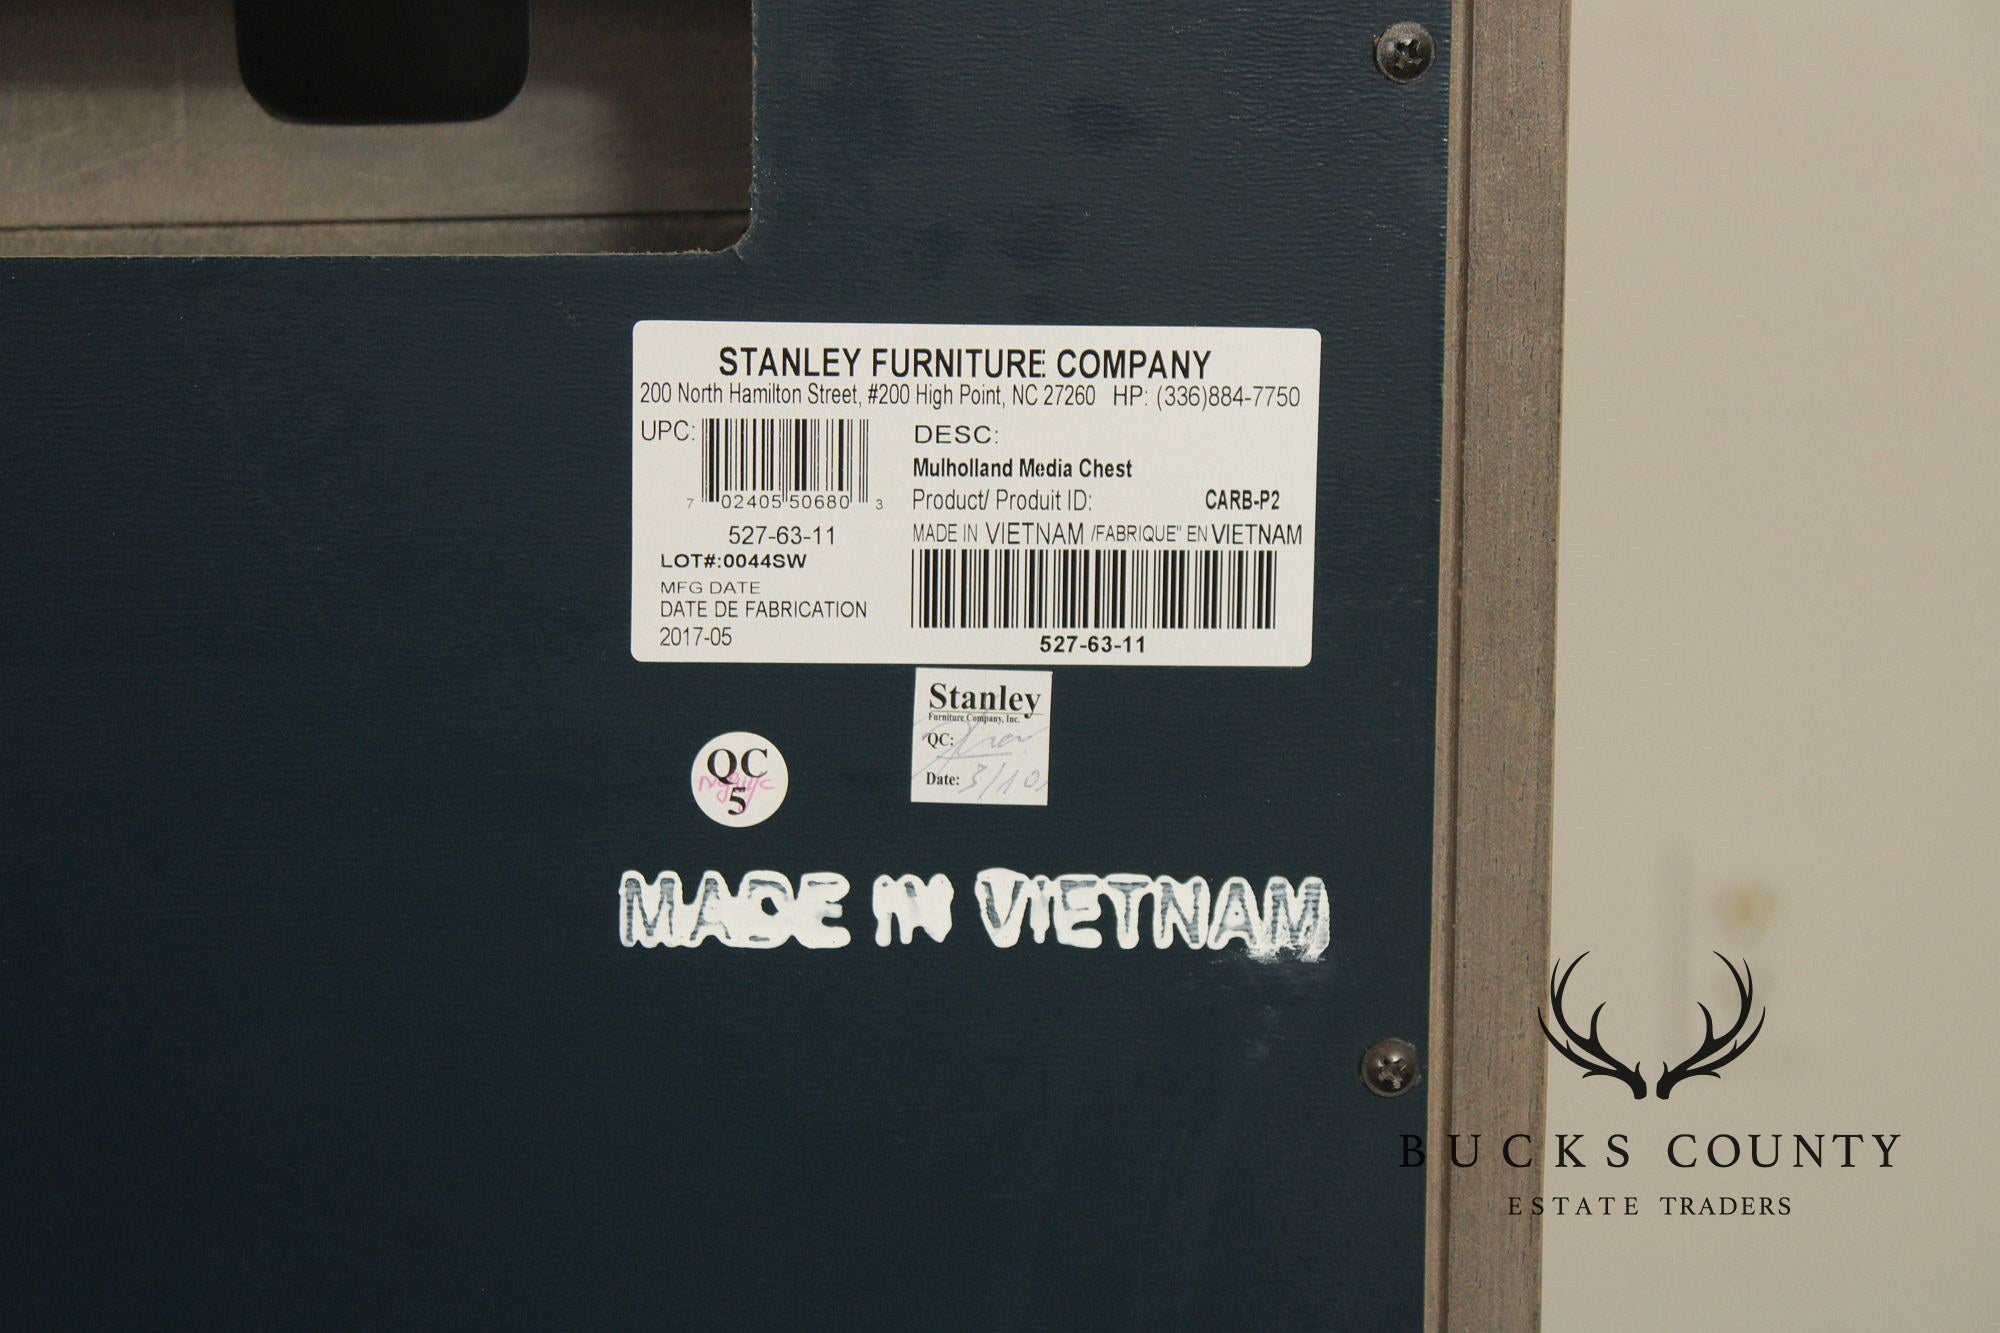 STANLEY FURNITURE COMPANY
200 North Hamilton Street, #200 High Point, NC 27260 HP: (336)884-7750
UPC:
7 02405 50680 3
527-63-11
LOT#:0044SW
MFG DATE
DATE DE FABRICATION
2017-05
DESC:
Mulholland Media Chest
Product/ Produit ID: CARB-P2
MADE IN VIETNAM /FABRIQUE" EN VIETNAM
527-63-11
Stanley
Furniture Company, Inc.
QC:
Date:
QC
5
MADE IN VIETNAM
BUCKS COUNTY
ESTATE TRADERS